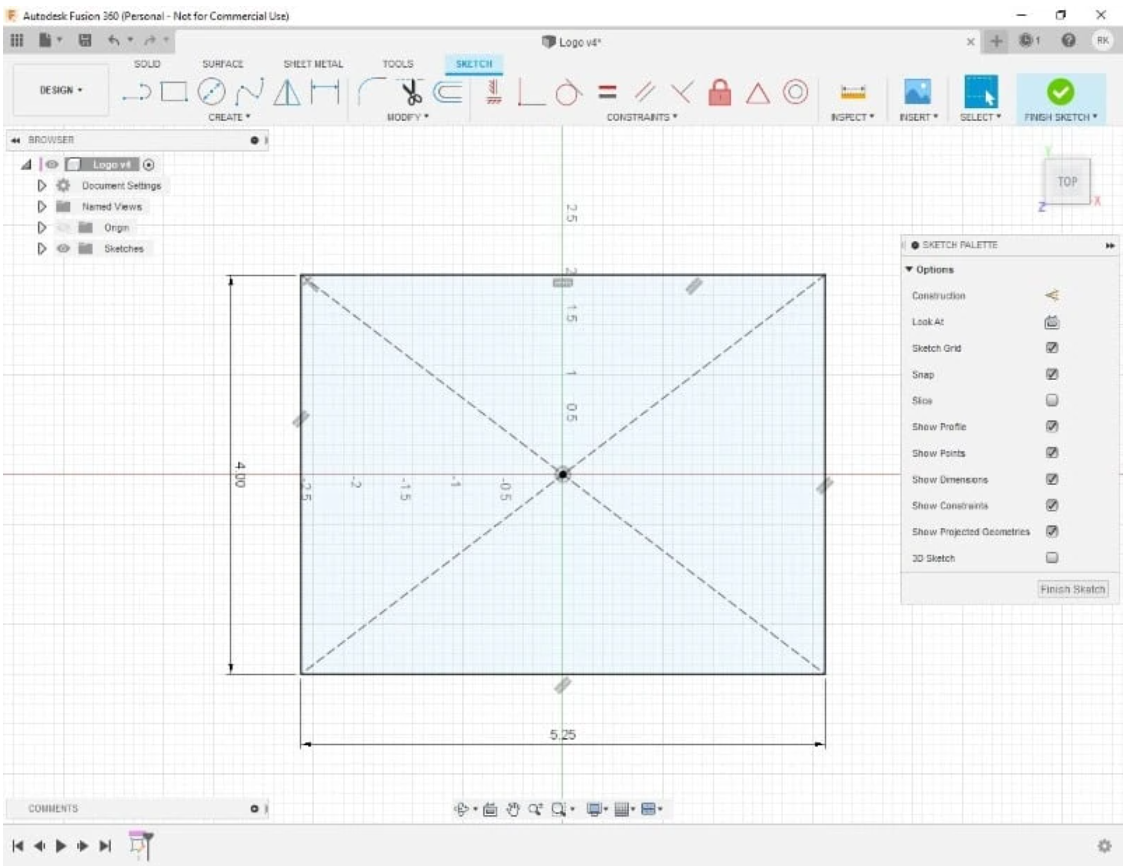 Autodesk Fusion 360 (Personal - Not for Commercial Use)
Logo v4*
1
RK
SOLID SURFACE SHEET METAL TOOLS SKETCH
DESIGN
CREATE MODIFY CONSTRAINTS INSPECT INSERT SELECT FINISH SKETCH
BROWSER
Logo v4
Document Settings
Named Views
Origin
Sketches
Y
TOP
Z X
SKETCH PALETTE
Options
Construction
Look At
Sketch Grid
Snap
Slice
Show Profile
Show Points
Show Dimensions
Show Constraints
Show Projected Geometries
3D Sketch
Finish Sketch
2.5
2
1.5
1
0.5
4.00
-2.5 -2 -1.5 -1 -0.5
5.25
COMMENTS